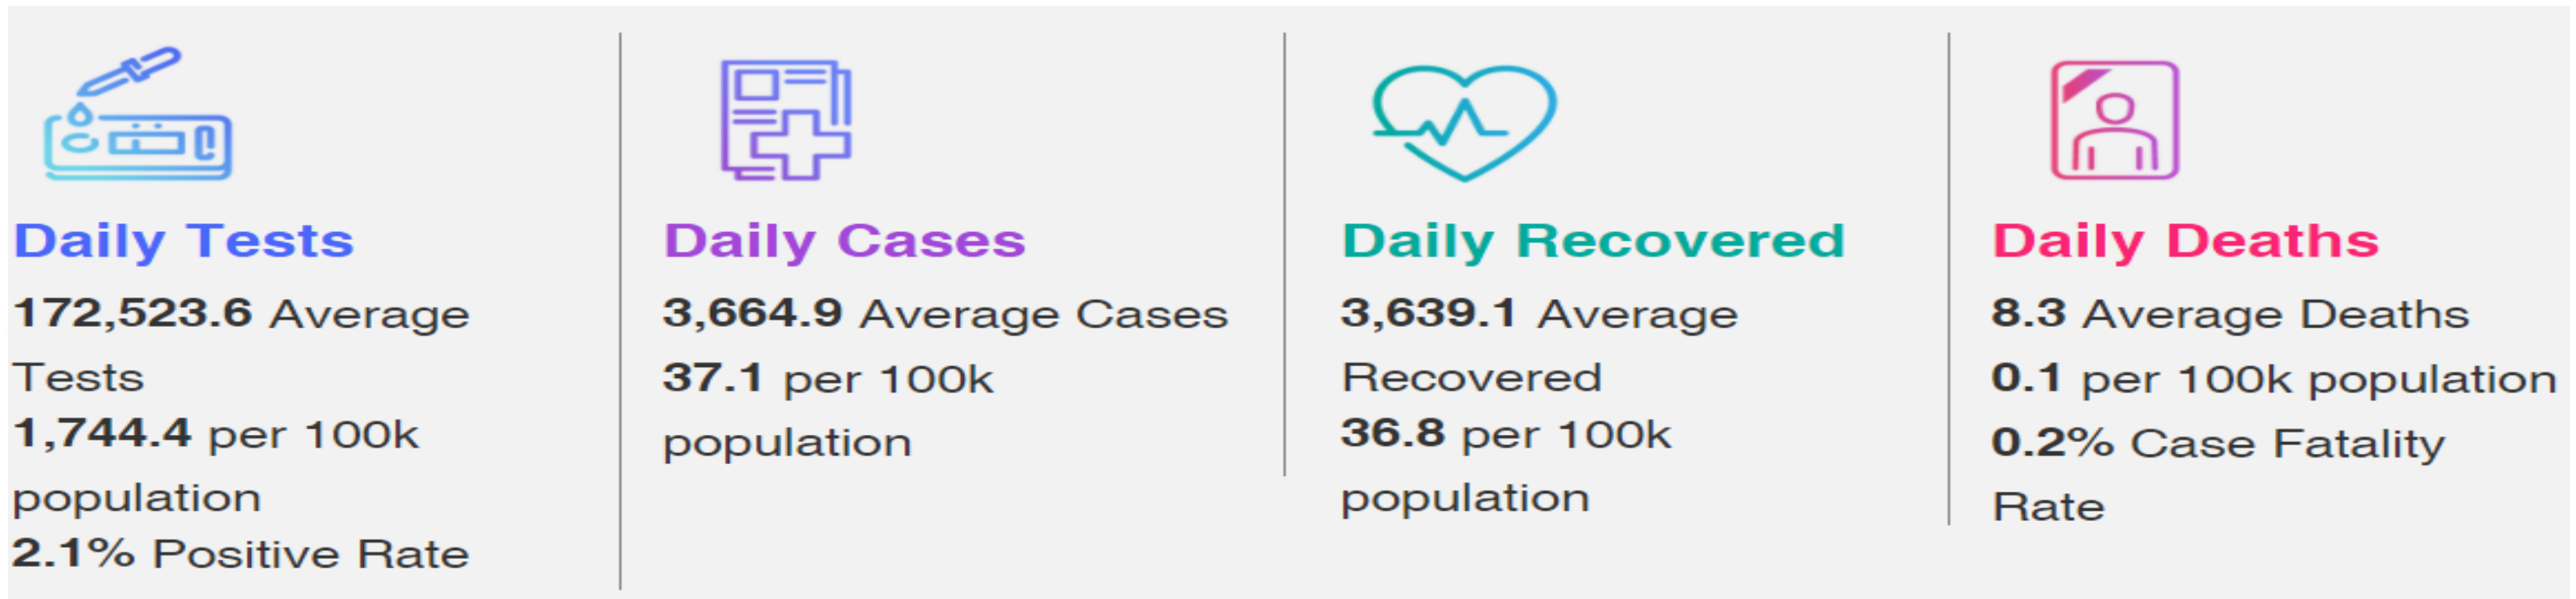 Daily Tests
172,523.6 Average
Tests
1,744.4 per 100k
population
2.1% Positive Rate
Daily Cases
3,664.9 Average Cases
37.1 per 100k
population
Daily Recovered
3,639.1 Average
Recovered
36.8 per 100k
population
Daily Deaths
8.3 Average Deaths
0.1 per 100k population
0.2% Case Fatality
Rate